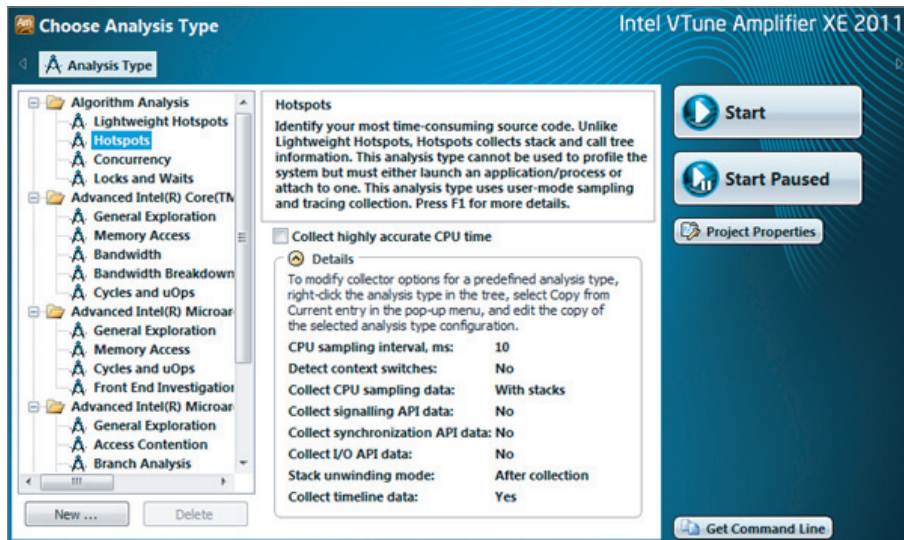 Choose Analysis Type
Intel VTune Amplifier XE 2011
Analysis Type
Algorithm Analysis
Lightweight Hotspots
Hotspots
Concurrency
Locks and Waits
Advanced Intel(R) Core(TM
General Exploration
Memory Access
Bandwidth
Bandwidth Breakdown
Cycles and uOps
Advanced Intel(R) Microar
General Exploration
Memory Access
Cycles and uOps
Front End Investigation
Advanced Intel(R) Microar
General Exploration
Access Contention
Branch Analysis
New ...
Delete
Hotspots
Identify your most time-consuming source code. Unlike
Lightweight Hotspots, Hotspots collects stack and call tree
information. This analysis type cannot be used to profile the
system but must either launch an application/process or
attach to one. This analysis type uses user-mode sampling
and tracing collection. Press F1 for more details.
Collect highly accurate CPU time
Details
To modify collector options for a predefined analysis type,
right-click the analysis type in the tree, select Copy from
Current entry in the pop-up menu, and edit the copy of
the selected analysis type configuration.
CPU sampling interval, ms: 10
Detect context switches: No
Collect CPU sampling data: With stacks
Collect signalling API data: No
Collect synchronization API data: No
Collect I/O API data: No
Stack unwinding mode: After collection
Collect timeline data: Yes
Start
Start Paused
Project Properties
Get Command Line